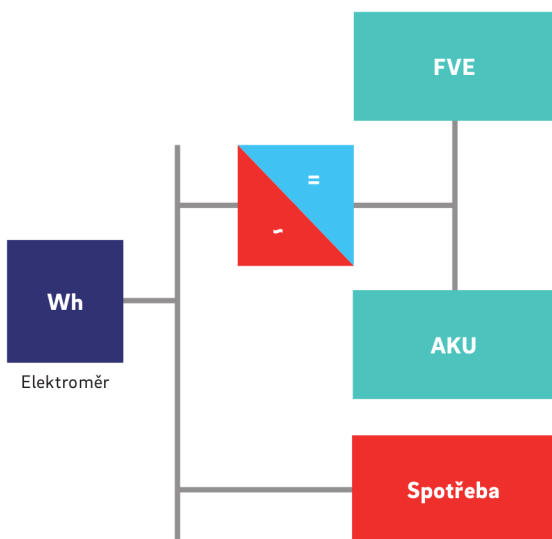 FVE
=
~
Wh
Elektroměr
AKU
Spotřeba